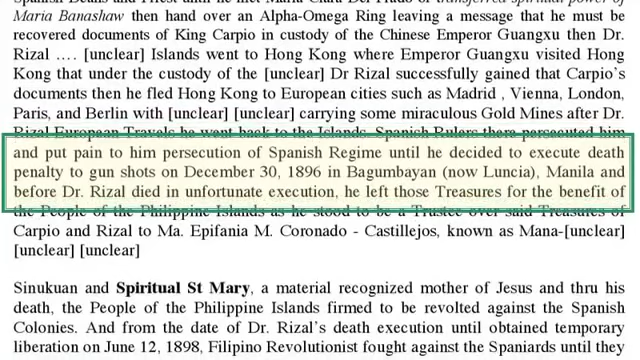 Priest until he met Maria Clara Del Prado or transferred spiritual power of
Maria Banashaw then hand over an Alpha-Omega Ring leaving a message that he must be
recovered documents of King Carpio in custody of the Chinese Emperor Guangxu then Dr.
Rizal …. [unclear] Islands went to Hong Kong where Emperor Guangxu visited Hong
Kong that under the custody of the [unclear] Dr Rizal successfully gained that Carpio's
documents then he fled Hong Kong to European cities such as Madrid , Vienna, London,
Paris, and Berlin with [unclear] [unclear] carrying some miraculous Gold Mines after Dr.
Rizal European Travels he went back to the Islands. Spanish Rulers there persecuted him
and put pain to him persecution of Spanish Regime until he decided to execute death
penalty to gun shots on December 30, 1896 in Bagumbayan (now Luncia), Manila and
before Dr. Rizal died in unfortunate execution, he left those Treasures for the benefit of
the People of the Philippine Islands as he stood to be a Trustee over said Treasures of
Carpio and Rizal to Ma. Epifania M. Coronado - Castillejos, known as Mana-[unclear]
[unclear] [unclear]
Sinukuan and Spiritual St Mary, a material recognized mother of Jesus and thru his
death, the People of the Philippine Islands firmed to be revolted against the Spanish
Colonies. And from the date of Dr. Rizal's death execution until obtained temporary
liberation on June 12, 1898, Filipino Revolutionist fought against the Spaniards until they